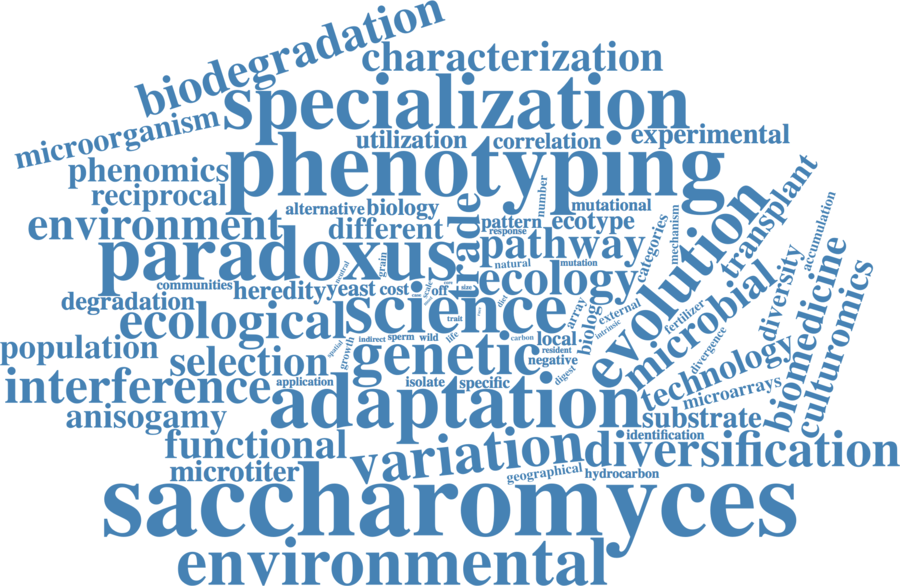 biodegradation
characterization
specialization
microorganism
utilization
correlation
experimental
phenotyping
phenomics
reciprocal
transplant
number
mutational
alternative
biology
trade
environment
different
pattern
ecotype
response
categories
mechanism
accumulation
paradoxus
pathway
evolution
natural
mutation
neutral
grain
communities
heredity
yeast
cost
off
size
ecology
diversity
biomedicine
degradation
ecological
science
trait
diet
array
biology
external
intrinsic
fertilizer
microbial
culturomics
population
selection
spatial
growth
indirect
sperm
wild
life
carbon
local
resident
negative
digest
divergence
technology
interference
genetic
application
isolate
specific
microarrays
anisogamy
adaptation
substrate
functional
variation
identification
diversification
microtiter
geographical
hydrocarbon
saccharomyces
environmental